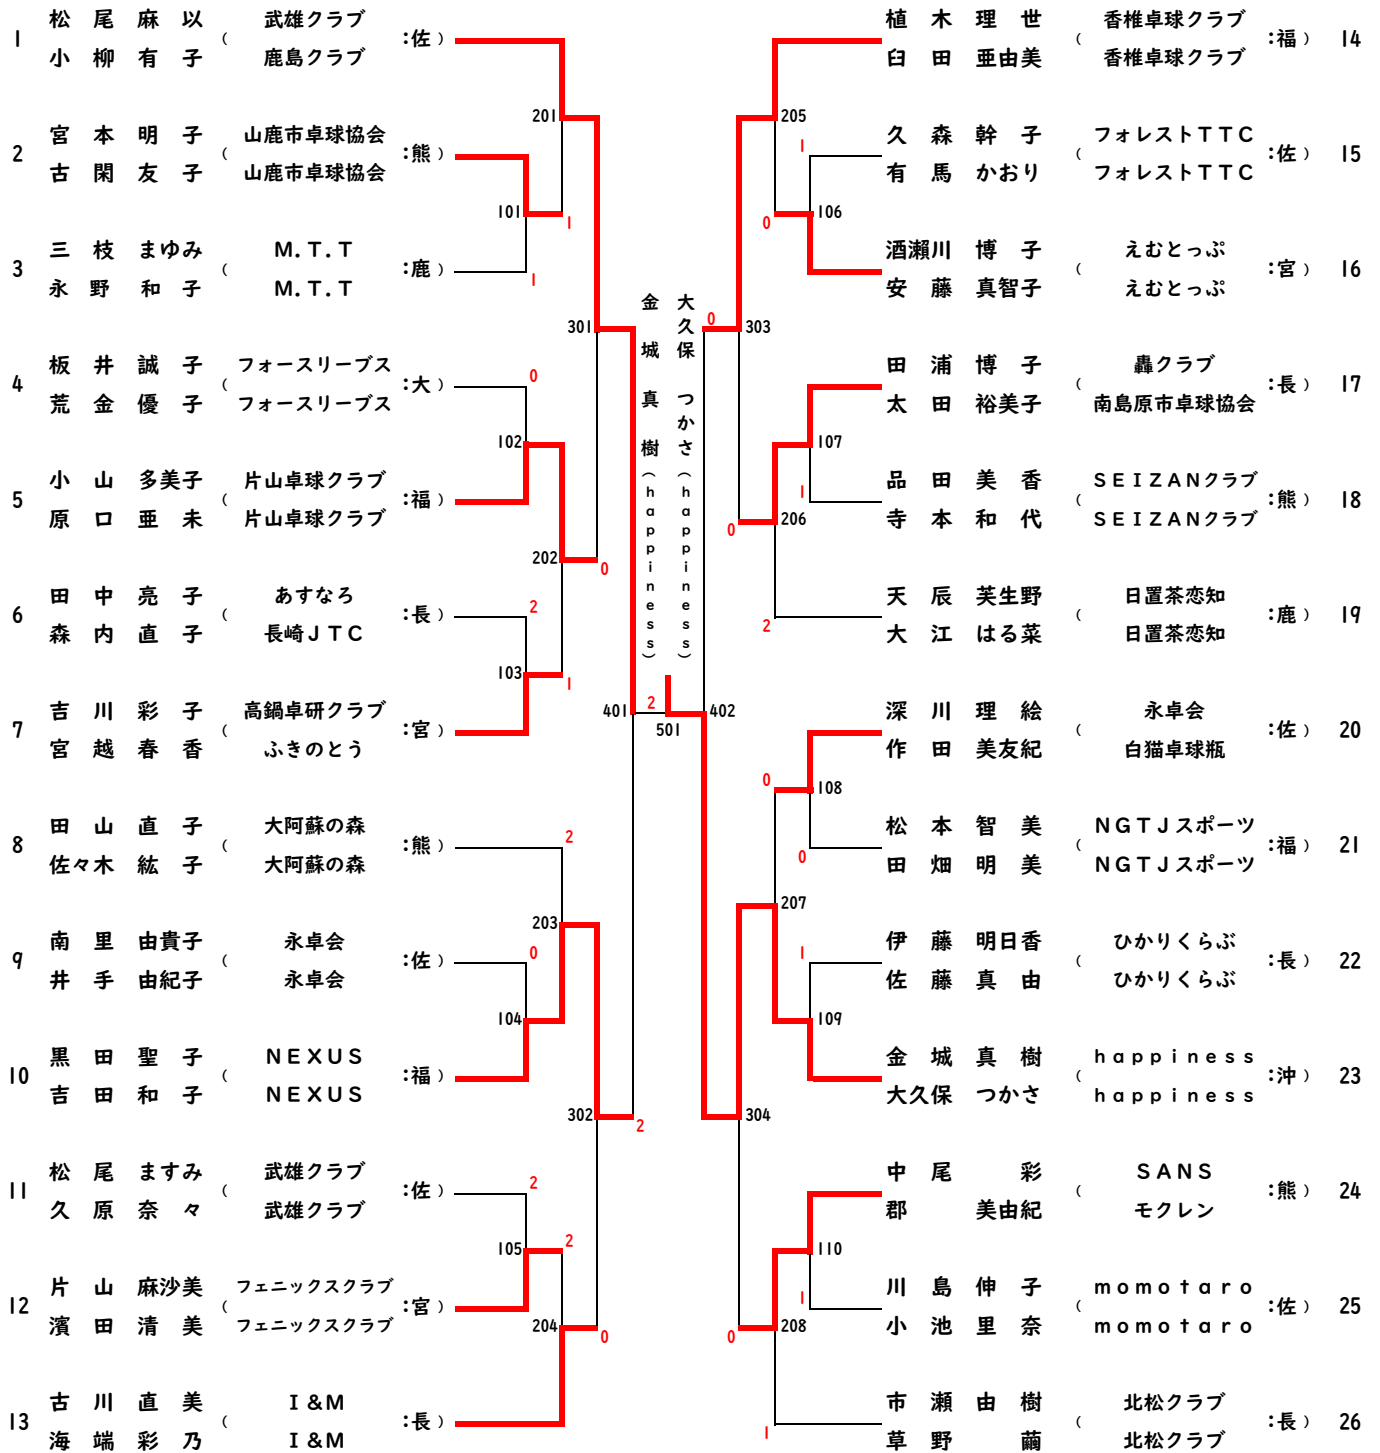 1 松尾麻以 ( 武雄クラブ :佐 )
小柳有子 鹿島クラブ
2 宮本明子 ( 山鹿市卓球協会 :熊 )
古閑友子 山鹿市卓球協会
3 三枝まゆみ ( M.T.T :鹿 )
永野和子 M.T.T
4 板井誠子 ( フォースリーブス :大 )
荒金優子 フォースリーブス
5 小山多美子 ( 片山卓球クラブ :福 )
原口亜未 片山卓球クラブ
6 田中亮子 ( あすなろ :長 )
森内直子 長崎JTC
7 吉川彩子 ( 高鍋卓研クラブ :宮 )
宮越春香 ふきのとう
8 田山直子 ( 大阿蘇の森 :熊 )
佐々木紘子 大阿蘇の森
9 南里由貴子 ( 永卓会 :佐 )
井手由紀子 永卓会
10 黒田聖子 ( NEXUS :福 )
吉田和子 NEXUS
11 松尾ますみ ( 武雄クラブ :佐 )
久原奈々 武雄クラブ
12 片山麻沙美 ( フェニックスクラブ :宮 )
濱田清美 フェニックスクラブ
13 古川直美 ( I&M :長 )
海端彩乃 I&M
201
101
1
1
301
0
102
202
0
2
103
1
401
2
203
0
104
302
2
2
105
2
204
0
金城真樹(happiness)
大久保つかさ(happiness)
2
501
402
205
1
106
0
0
303
107
1
206
0
2
0
108
0
207
1
109
304
110
1
208
0
1
植木理世 ( 香椎卓球クラブ :福 ) 14
臼田亜由美 香椎卓球クラブ
久森幹子 ( フォレストTTC :佐 ) 15
有馬かおり フォレストTTC
酒瀬川博子 ( えむとっぷ :宮 ) 16
安藤真智子 えむとっぷ
田浦博子 ( 轟クラブ :長 ) 17
太田裕美子 南島原市卓球協会
品田美香 ( SEIZANクラブ :熊 ) 18
寺本和代 SEIZANクラブ
天辰芙生野 ( 日置茶恋知 :鹿 ) 19
大江はる菜 日置茶恋知
深川理絵 ( 永卓会 :佐 ) 20
作田美友紀 白猫卓球瓶
松本智美 ( NGTJスポーツ :福 ) 21
田畑明美 NGTJスポーツ
伊藤明日香 ( ひかりくらぶ :長 ) 22
佐藤真由 ひかりくらぶ
金城真樹 ( happiness :沖 ) 23
大久保つかさ happiness
中尾彩 ( SANS :熊 ) 24
郡美由紀 モクレン
川島伸子 ( momotaro :佐 ) 25
小池里奈 momotaro
市瀬由樹 ( 北松クラブ :長 ) 26
草野繭 北松クラブ